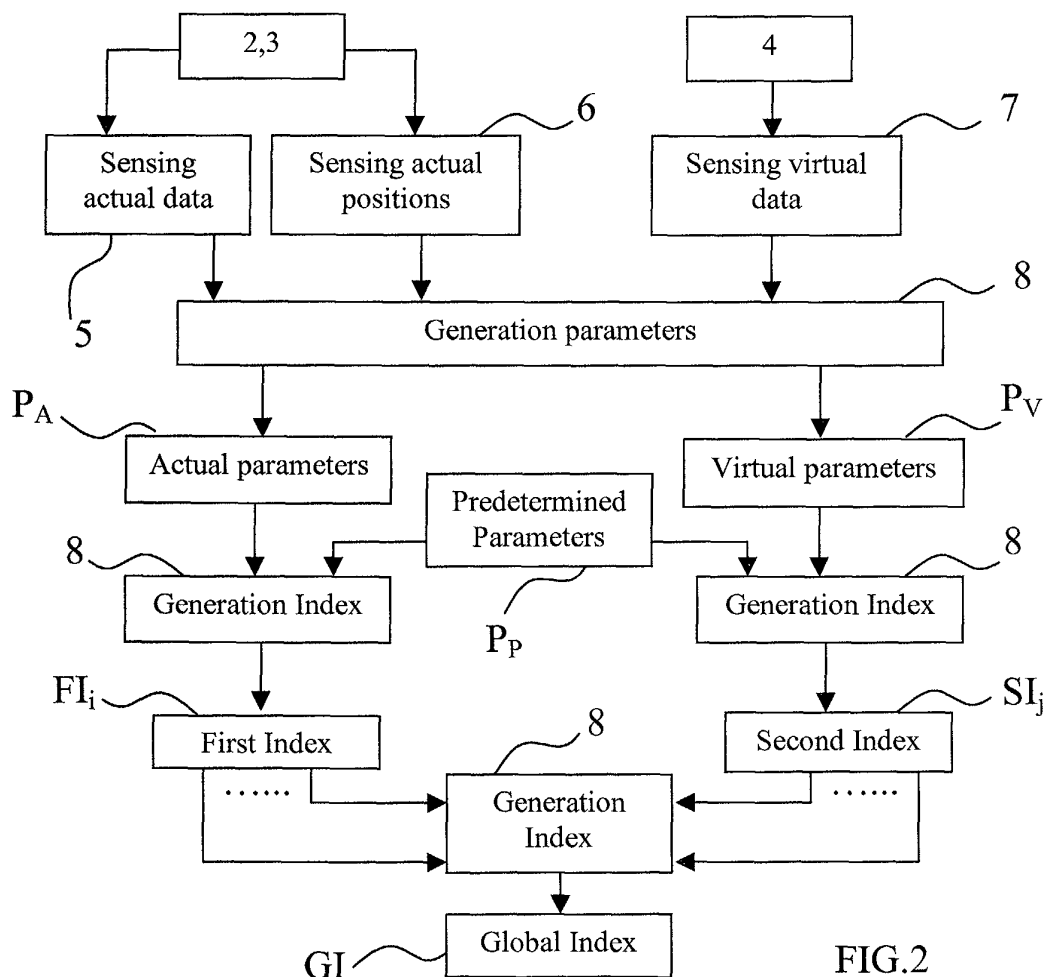 2,3
4
6
7
Sensing
actual data
Sensing actual
positions
Sensing virtual
data
5
8
Generation parameters
P_A
P_V
Actual parameters
Virtual parameters
Predetermined
Parameters
8
8
Generation Index
Generation Index
P_P
FI_i
SI_j
First Index
Second Index
8
......
......
Generation
Index
Global Index
GI
FIG.2